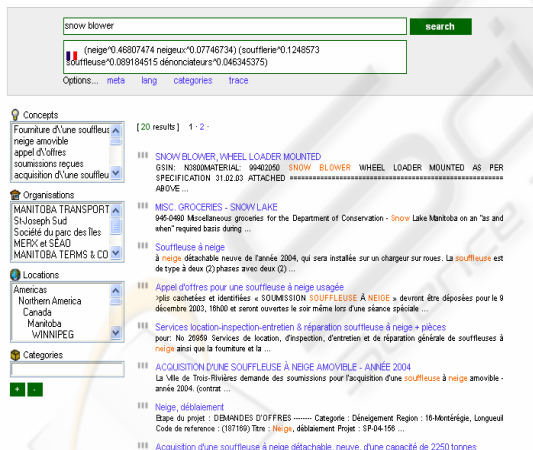 snow blower
search
(neige^0.46807474 neigeux^0.07746734) (soufflerie^0.1248573
souffleuse^0.089184515 dénonciateurs^0.046345375)
Options... meta lang categories trace
Concepts
Fourniture d\'une souffleus
neige amovible
appel d\'offres
soumissions reçues
acquisition d\'une souffleu
Organisations
MANITOBA TRANSPORT
St-Joseph Sud
Société du parc des Îles
MERX et SÉAO
MANITOBA TERMS & CO
Locations
Americas
Northern America
Canada
Manitoba
WINNIPEG
Categories
+ -
[ 20 results ] 1 · 2 ·
SNOW BLOWER, WHEEL LOADER MOUNTED
GSIN: N3800MATERIAL: 99402050 SNOW BLOWER WHEEL LOADER MOUNTED AS PER
SPECIFICATION 31.02.03 ATTACHED
ABOVE ...
MISC. GROCERIES - SNOW LAKE
945-0490 Miscellaneous groceries for the Department of Conservation - Snow Lake Manitoba on an "as and
when" required basis during ...
Souffleuse à neige
à neige détachable neuve de l'année 2004, qui sera installée sur un chargeur sur roues. La souffleuse est
de type à deux (2) phases avec deux (2) ...
Appel d'offres pour une souffleuse à neige usagée
>plis cachetées et identifiées « SOUMISSION SOUFFLEUSE À NEIGE » devront être déposées pour le 9
décembre 2003, 16h00 et seront ouvertes le soir même lors d'une séance spéciale ...
Services location-inspection-entretien & réparation souffleuse à neige + pièces
pour: No 26959 Services de location, d'inspection, d'entretien et de réparation générale de souffleuses à
neige ainsi que la fourniture et la ...
ACQUISITION D'UNE SOUFFLEUSE À NEIGE AMOVIBLE - ANNÉE 2004
La Ville de Trois-Rivières demande des soumissions pour l'acquisition d'une souffleuse à neige amovible -
année 2004. (contrat ...
Neige, déblaiement
Etape du projet : DEMANDES D'OFFRES ------- Categorie : Déneigement Region : 16-Montérégie, Longueuil
Code de reference : (187169) Titre : Neige, déblaiement Projet : SP-04-156 ...
Acquisition d'une souffleuse à neige détachable, neuve, d'une capacité de 2250 tonnes